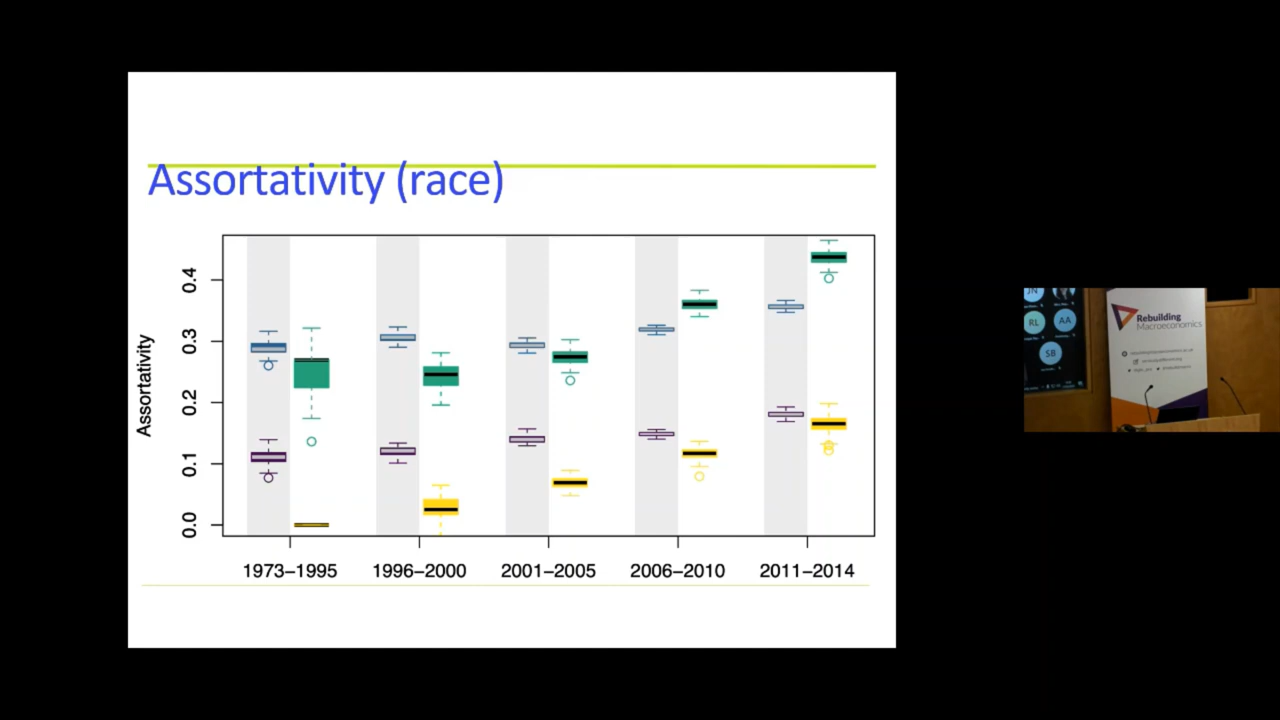 Assortativity (race)
Assortativity
0.4
0.3
0.2
0.1
0.0
1973–1995
1996–2000
2001–2005
2006–2010
2011–2014
JN
RL
AA
SB
Rebuilding
Macroeconomics